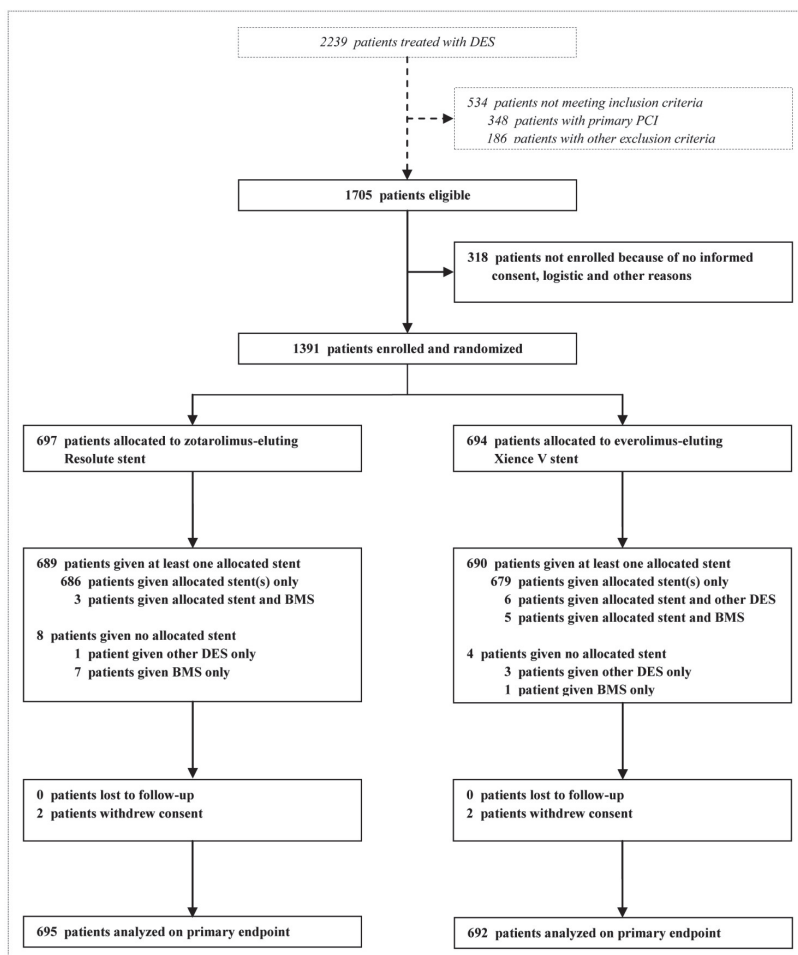 2239 patients treated with DES
534 patients not meeting inclusion criteria
348 patients with primary PCI
186 patients with other exclusion criteria
1705 patients eligible
318 patients not enrolled because of no informed
consent, logistic and other reasons
1391 patients enrolled and randomized
697 patients allocated to zotarolimus-eluting
Resolute stent
694 patients allocated to everolimus-eluting
Xience V stent
689 patients given at least one allocated stent
686 patients given allocated stent(s) only
3 patients given allocated stent and BMS
8 patients given no allocated stent
1 patient given other DES only
7 patients given BMS only
690 patients given at least one allocated stent
679 patients given allocated stent(s) only
6 patients given allocated stent and other DES
5 patients given allocated stent and BMS
4 patients given no allocated stent
3 patients given other DES only
1 patient given BMS only
0 patients lost to follow-up
2 patients withdrew consent
0 patients lost to follow-up
2 patients withdrew consent
695 patients analyzed on primary endpoint
692 patients analyzed on primary endpoint